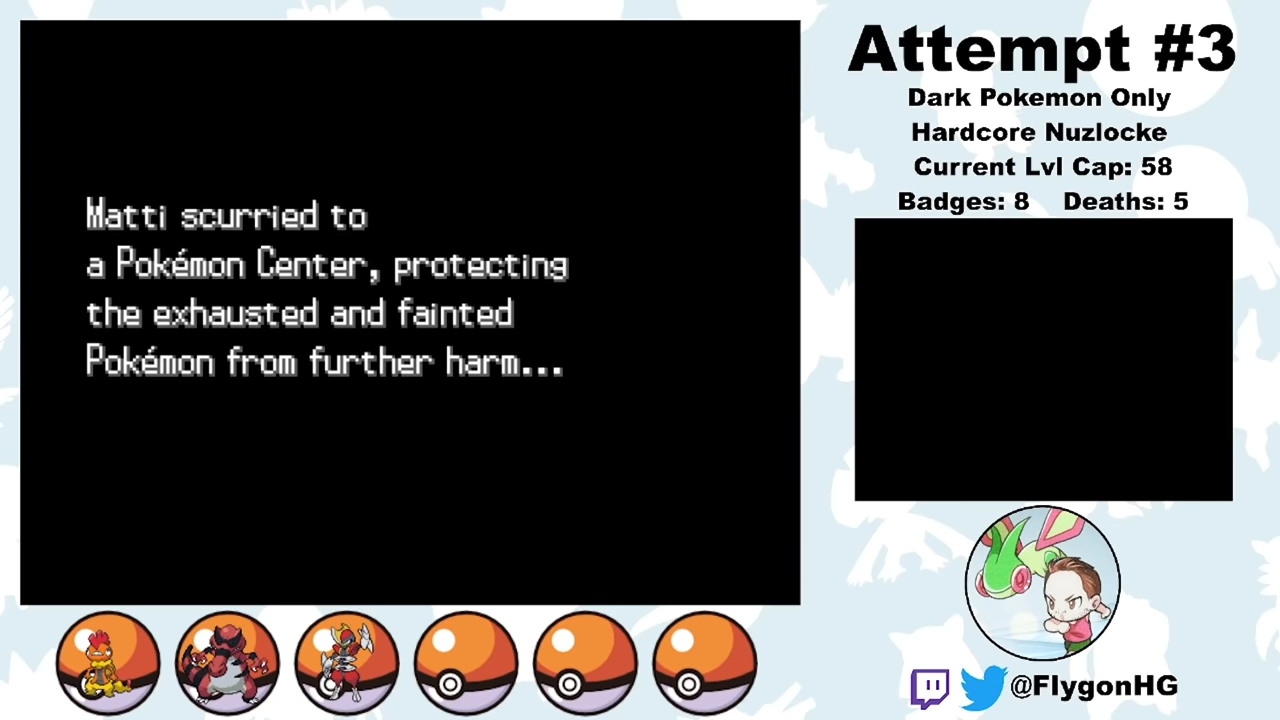 Matti scurried to
a Pokémon Center, protecting
the exhausted and fainted
Pokémon from further harm...
Attempt #3
Dark Pokemon Only
Hardcore Nuzlocke
Current Lvl Cap: 58
Badges: 8 Deaths: 5
@FlygonHG